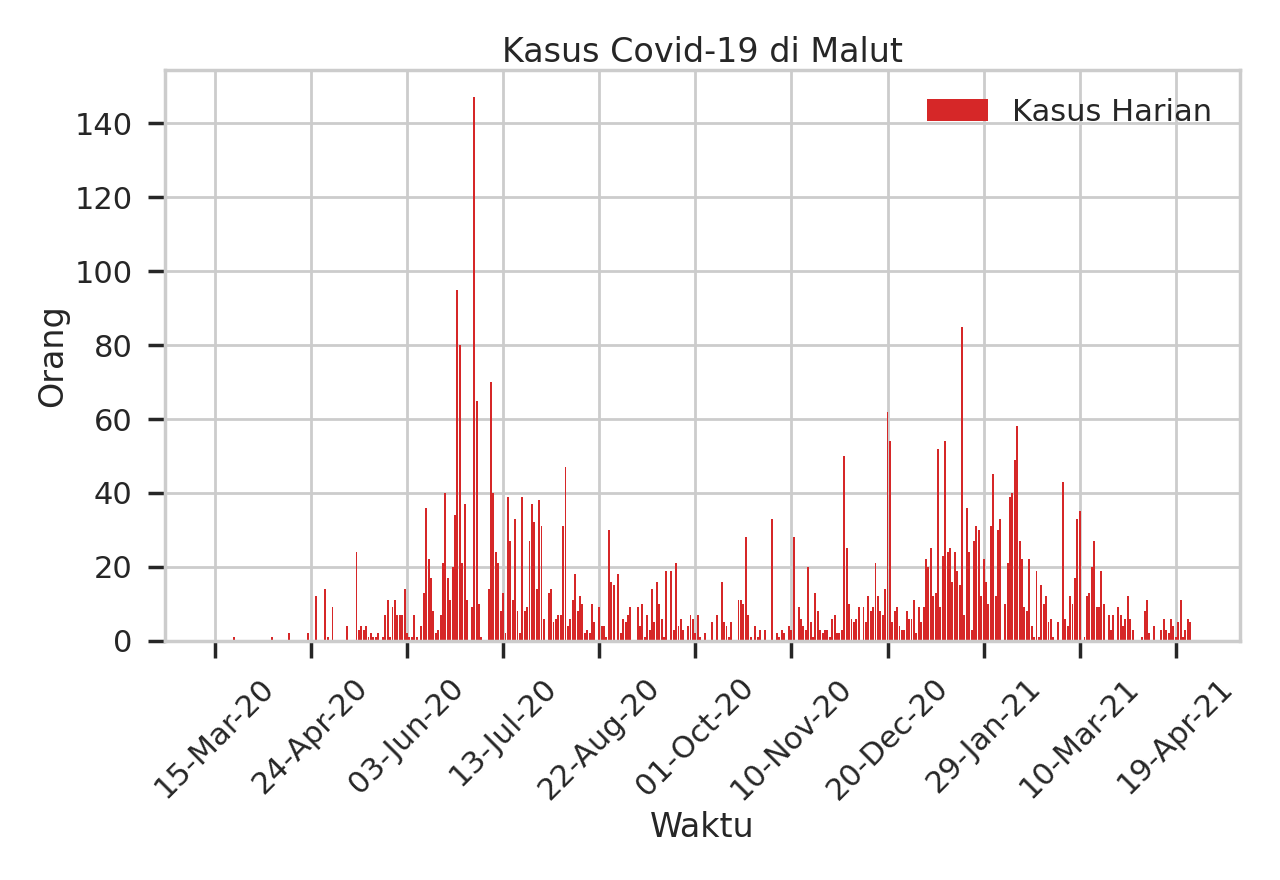 Kasus Covid-19 di Malut
Kasus Harian
140
120
100
80
60
40
20
0
Orang
15-Mar-20
24-Apr-20
03-Jun-20
13-Jul-20
22-Aug-20
01-Oct-20
10-Nov-20
20-Dec-20
29-Jan-21
10-Mar-21
19-Apr-21
Waktu